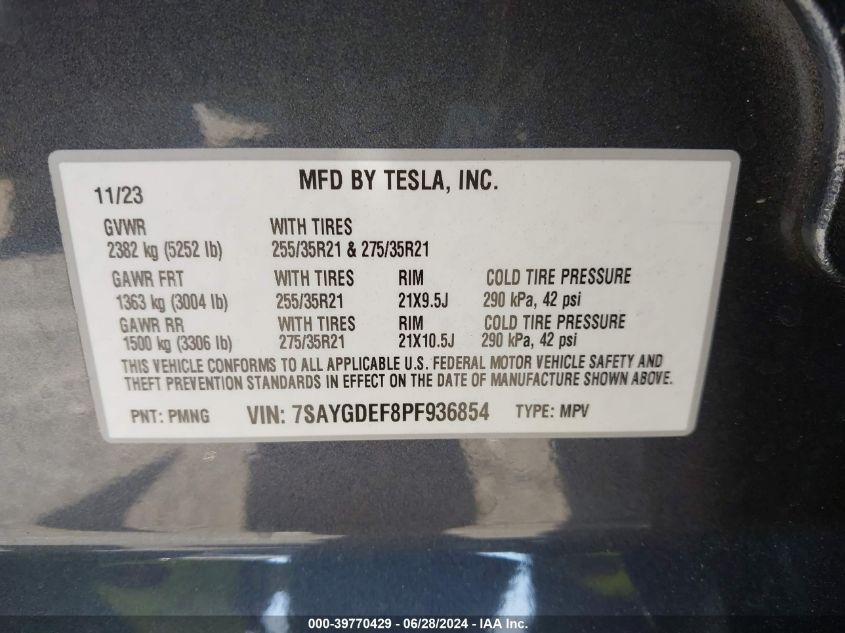 11/23 MFD BY TESLA, INC.
GVWR WITH TIRES
2382 kg (5252 lb) 255/35R21 & 275/35R21
GAWR FRT WITH TIRES RIM COLD TIRE PRESSURE
1363 kg (3004 lb) 255/35R21 21X9.5J 290 kPa, 42 psi
GAWR RR WITH TIRES RIM COLD TIRE PRESSURE
1500 kg (3306 lb) 275/35R21 21X10.5J 290 kPa, 42 psi
THIS VEHICLE CONFORMS TO ALL APPLICABLE U.S. FEDERAL MOTOR VEHICLE SAFETY AND
THEFT PREVENTION STANDARDS IN EFFECT ON THE DATE OF MANUFACTURE SHOWN ABOVE.
PNT: PMNG VIN: 7SAYGDEF8PF936854 TYPE: MPV
000-39770429 - 06/28/2024 - IAA Inc.